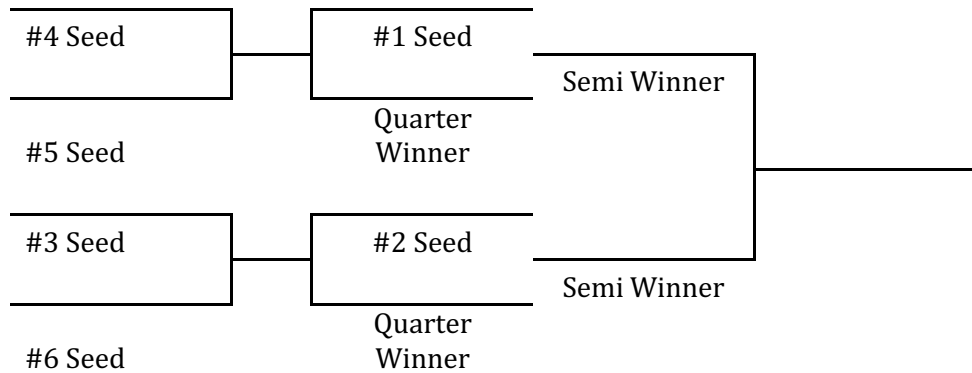 #4 Seed
#1 Seed
Semi Winner
Quarter
Winner
#5 Seed
#3 Seed
#2 Seed
Semi Winner
Quarter
Winner
#6 Seed